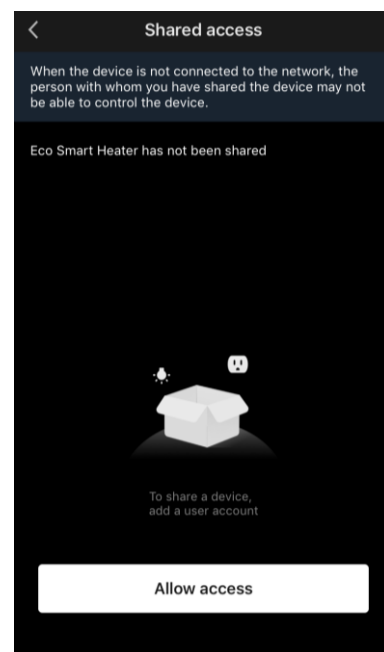 Shared access
When the device is not connected to the network, the
person with whom you have shared the device may not
be able to control the device.
Eco Smart Heater has not been shared
To share a device,
add a user account
Allow access